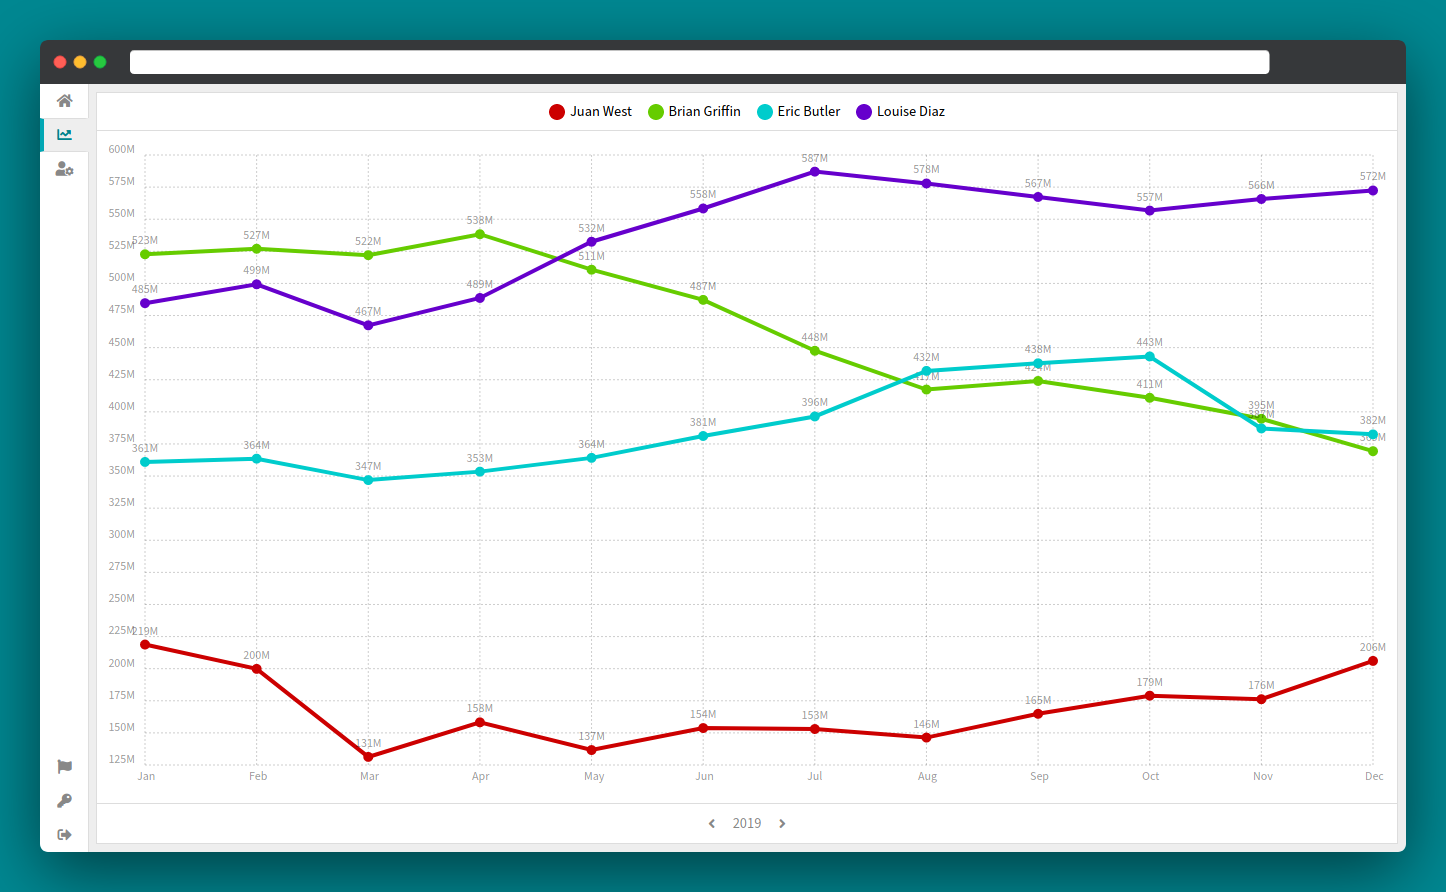 Juan West Brian Griffin Eric Butler Louise Diaz
600M
575M
550M
525M
500M
475M
450M
425M
400M
375M
350M
325M
300M
275M
250M
225M
200M
175M
150M
125M
523M 527M 522M 538M 511M 487M 448M 411M 395M
485M 499M 467M 489M 532M 558M 587M 578M 567M 557M 566M 572M
361M 364M 347M 353M 364M 381M 396M 432M 438M 443M 382M
219M 200M 131M 158M 137M 154M 153M 146M 165M 179M 176M 206M
Jan Feb Mar Apr May Jun Jul Aug Sep Oct Nov Dec
2019